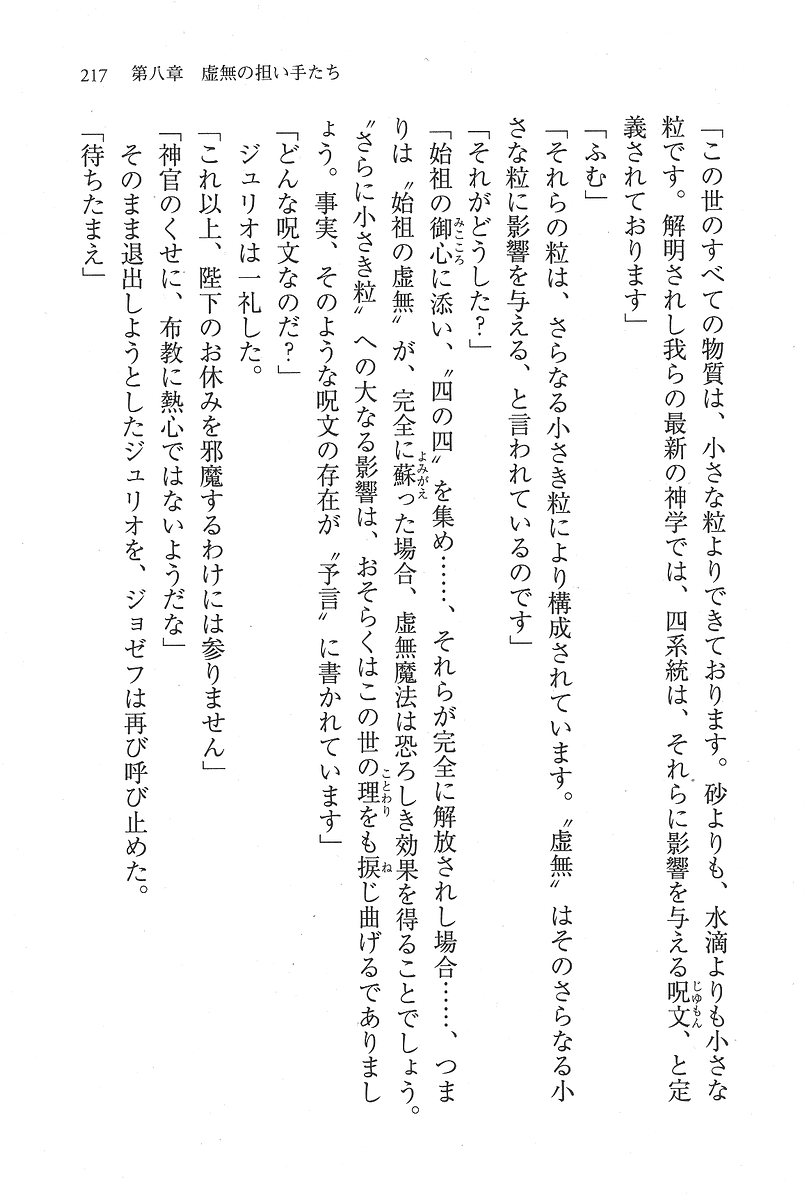 217 第八章 虚無の担い手たち
「この世のすべての物質は、小さな粒よりできております。砂よりも、水滴よりも小さな
粒です。解明されし我らの最新の神学では、四系統は、それらに影響を与える呪文、と定
義されております」
「ふむ」
「それらの粒は、さらなる小さき粒により構成されています。〝虚無〟はそのさらなる小
さな粒に影響を与える、と言われているのです」
「それがどうした？」
「始祖の御心に添い、〝四の四〟を集め……、それらが完全に解放されし場合……、つま
りは〝始祖の虚無〟が、完全に蘇った場合、虚無魔法は恐ろしき効果を得ることでしょう。
〝さらに小さき粒〟への大なる影響は、おそらくはこの世の理をも捩じ曲げるでありまし
ょう。事実、そのような呪文の存在が〝予言〟に書かれています」
「どんな呪文なのだ？」
ジュリオは一礼した。
「これ以上、陛下のお休みを邪魔するわけには参りません」
「神官のくせに、布教に熱心ではないようだな」
そのまま退出しようとしたジュリオを、ジョゼフは再び呼び止めた。
「待ちたまえ」